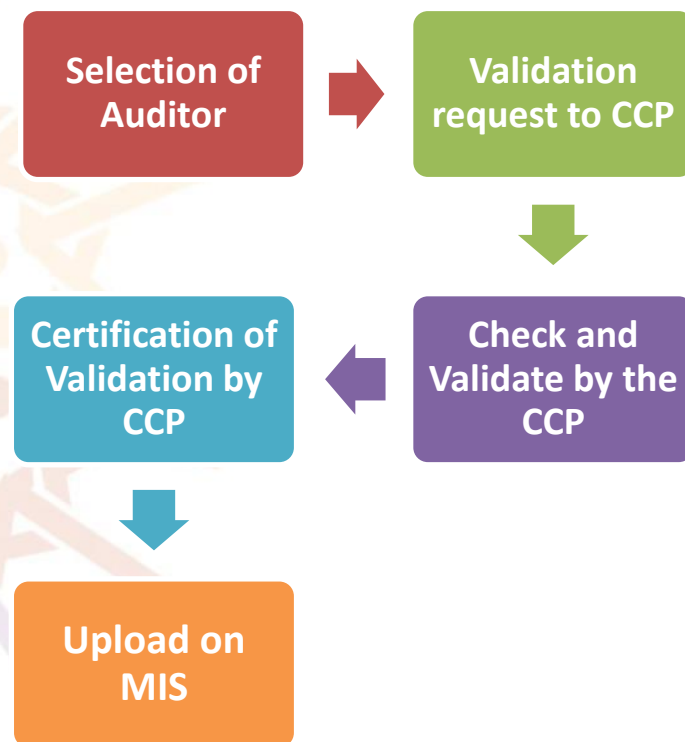 Selection of
Auditor
Validation
request to CCP
Check and
Validate by the
CCP
Certification of
Validation by
CCP
Upload on
MIS